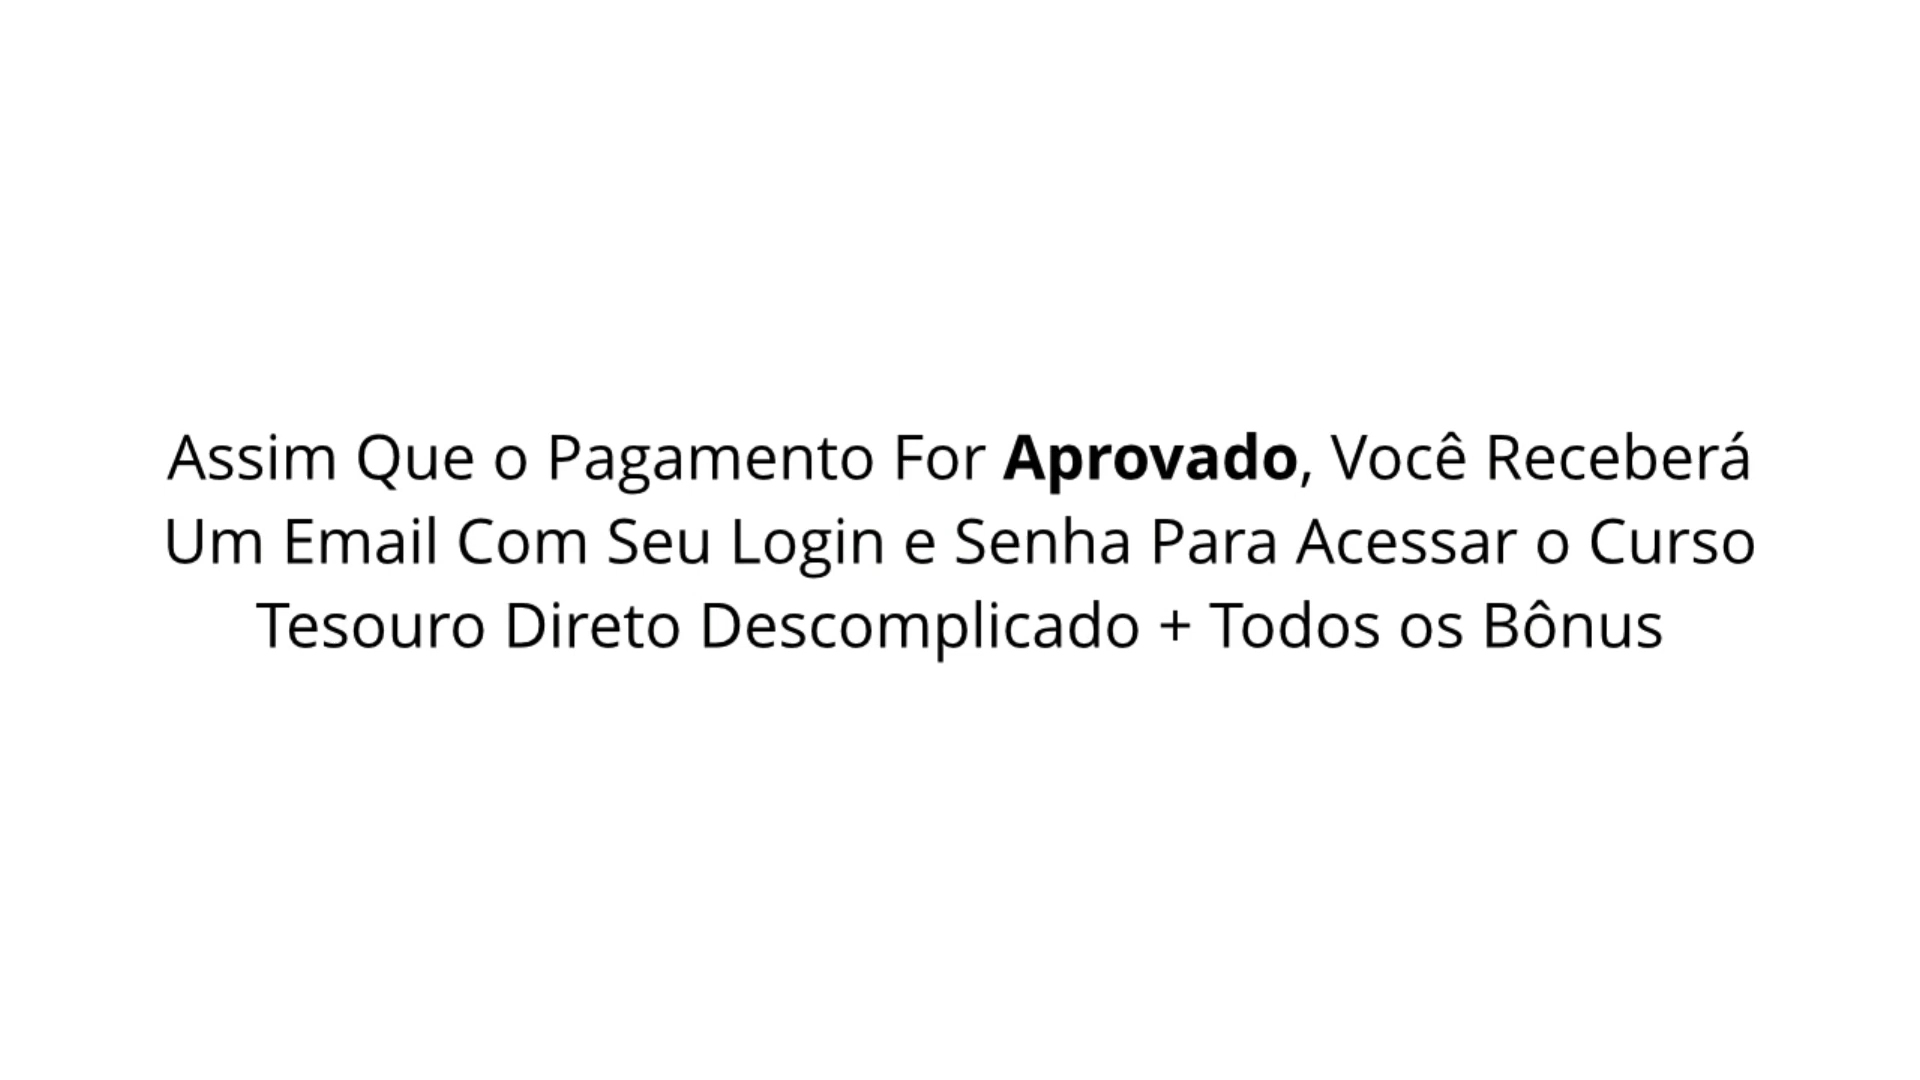 Assim Que o Pagamento For Aprovado, Você Receberá
Um Email Com Seu Login e Senha Para Acessar o Curso
Tesouro Direto Descomplicado + Todos os Bônus